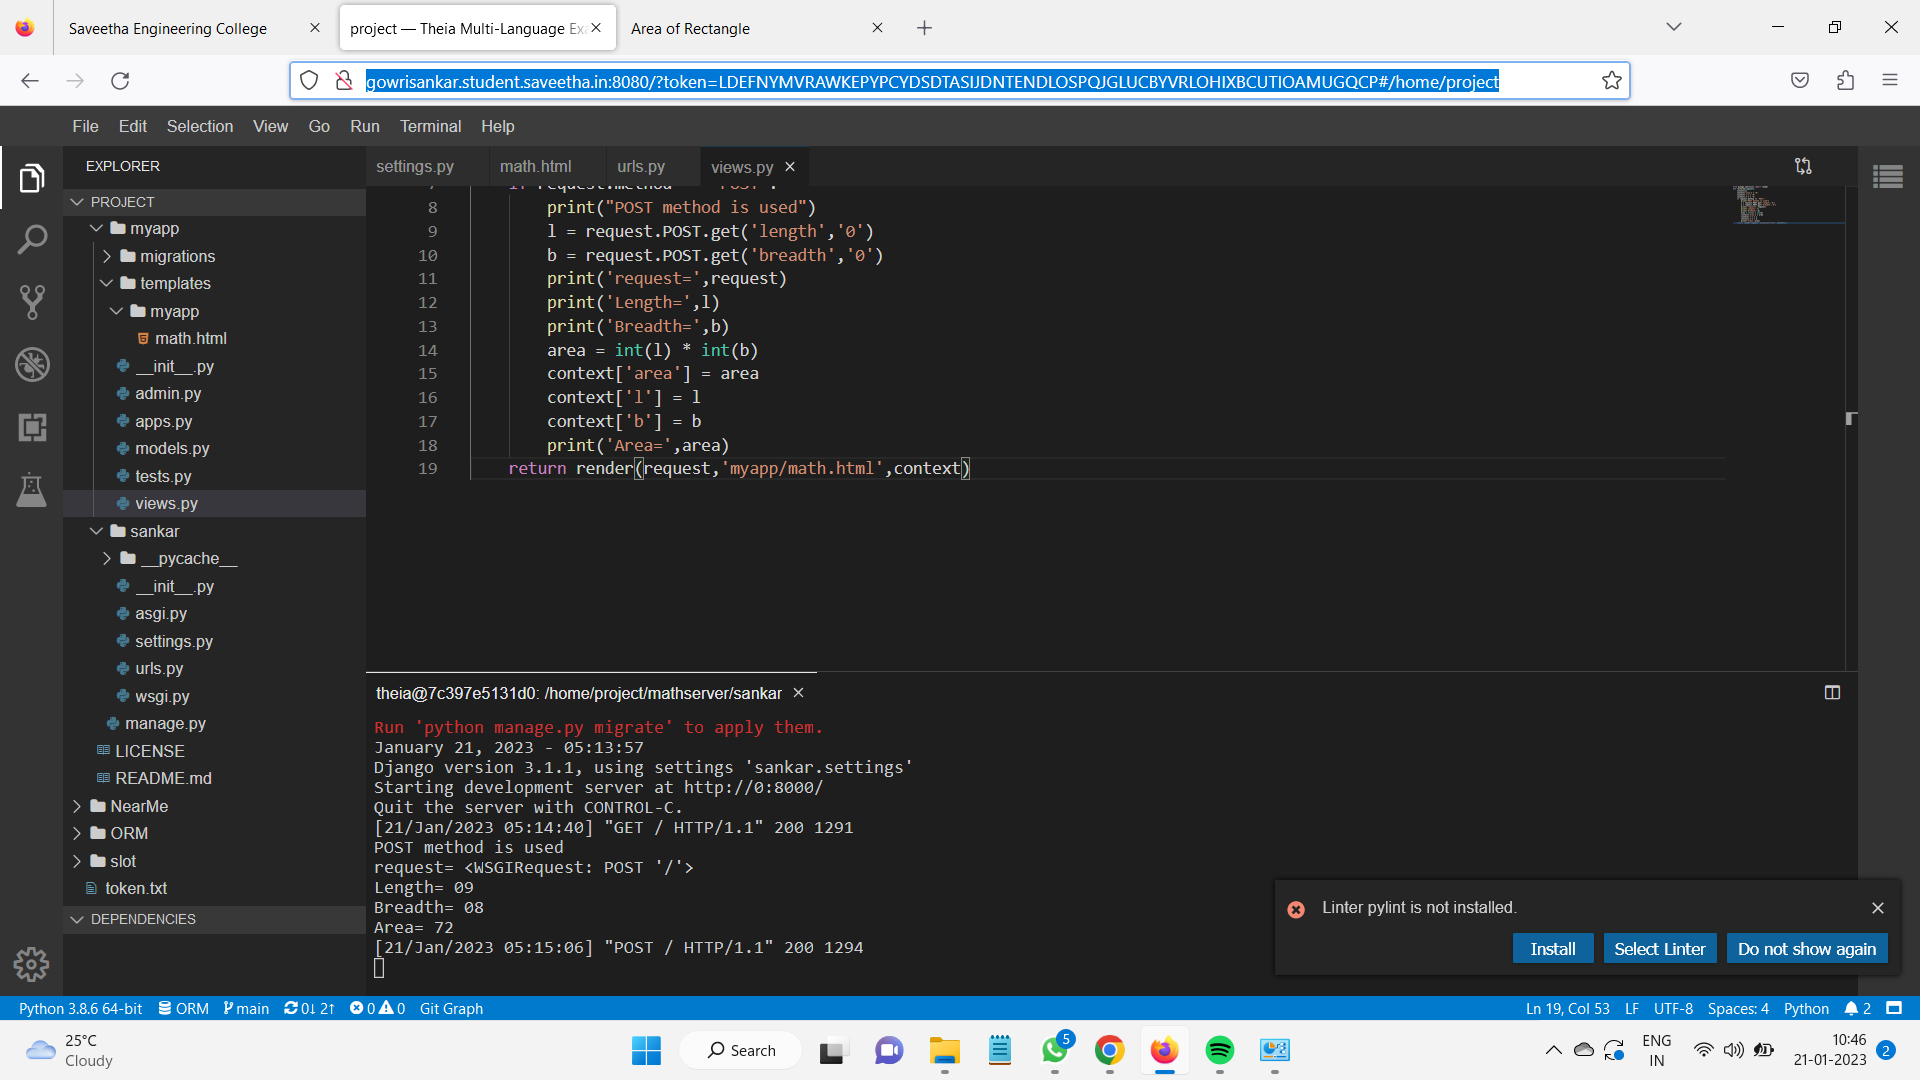 Saveetha Engineering College
project — Theia Multi-Language Ex
Area of Rectangle
gowrisankar.student.saveetha.in:8080/?token=LDEFNYMVRAWKEPYPCYDSDTASIJDNTENDLOSPQJGLUCBYVRLOHIXBCUTIOAMUGQCP#/home/project
File Edit Selection View Go Run Terminal Help
EXPLORER
PROJECT
myapp
migrations
templates
myapp
math.html
__init__.py
admin.py
apps.py
models.py
tests.py
views.py
sankar
__pycache__
__init__.py
asgi.py
settings.py
urls.py
wsgi.py
manage.py
LICENSE
README.md
NearMe
ORM
slot
token.txt
DEPENDENCIES
settings.py math.html urls.py views.py
8 print("POST method is used")
9 l = request.POST.get('length','0')
10 b = request.POST.get('breadth','0')
11 print('request=',request)
12 print('Length=',l)
13 print('Breadth=',b)
14 area = int(l) * int(b)
15 context['area'] = area
16 context['l'] = l
17 context['b'] = b
18 print('Area=',area)
19 return render(request,'myapp/math.html',context)
theia@7c397e5131d0: /home/project/mathserver/sankar
Run 'python manage.py migrate' to apply them.
January 21, 2023 - 05:13:57
Django version 3.1.1, using settings 'sankar.settings'
Starting development server at http://0:8000/
Quit the server with CONTROL-C.
[21/Jan/2023 05:14:40] "GET / HTTP/1.1" 200 1291
POST method is used
request= <WSGIRequest: POST '/'>
Length= 09
Breadth= 08
Area= 72
[21/Jan/2023 05:15:06] "POST / HTTP/1.1" 200 1294
Linter pylint is not installed.
Install Select Linter Do not show again
Python 3.8.6 64-bit ORM main 0↓ 2↑ 0 0 Git Graph
Ln 19, Col 53 LF UTF-8 Spaces: 4 Python 2
25°C
Cloudy
Search
5
ENG
IN
10:46
21-01-2023
2